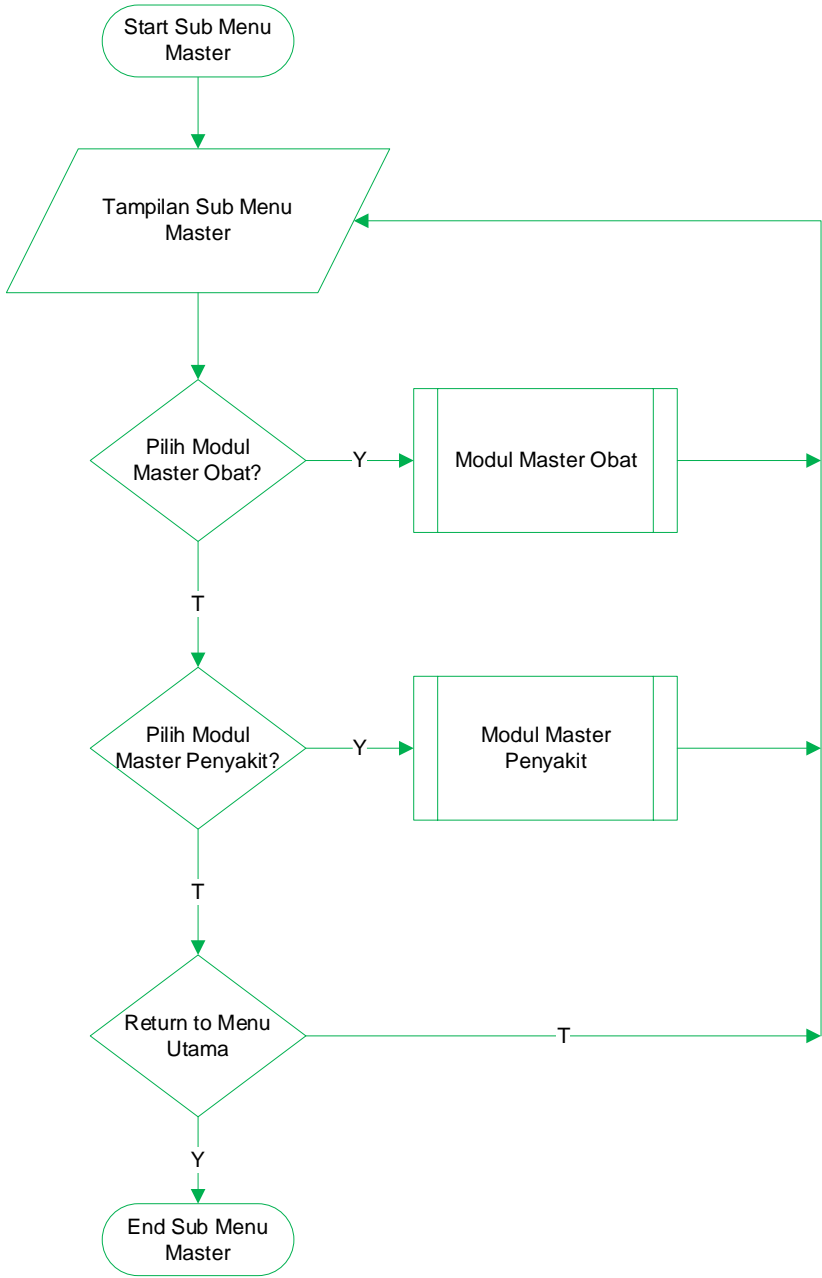 Start Sub Menu
Master
Tampilan Sub Menu
Master
Pilih Modul
Master Obat?
Y
Modul Master Obat
T
Pilih Modul
Master Penyakit?
Y
Modul Master
Penyakit
T
Return to Menu
Utama
T
Y
End Sub Menu
Master